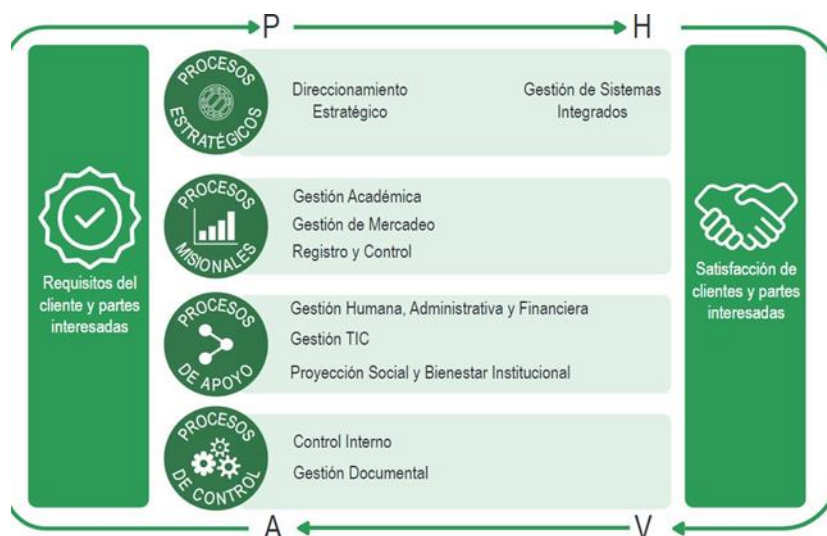 P
H
PROCESOS
ESTRATÉGICOS
Direccionamiento
Estratégico
Gestión de Sistemas
Integrados
Requisitos del
cliente y partes
interesadas
PROCESOS
MISIONALES
Gestión Académica
Gestión de Mercadeo
Registro y Control
Satisfacción de
clientes y partes
interesadas
PROCESOS
DE APOYO
Gestión Humana, Administrativa y Financiera
Gestión TIC
Proyección Social y Bienestar Institucional
PROCESOS
DE CONTROL
Control Interno
Gestión Documental
A
V